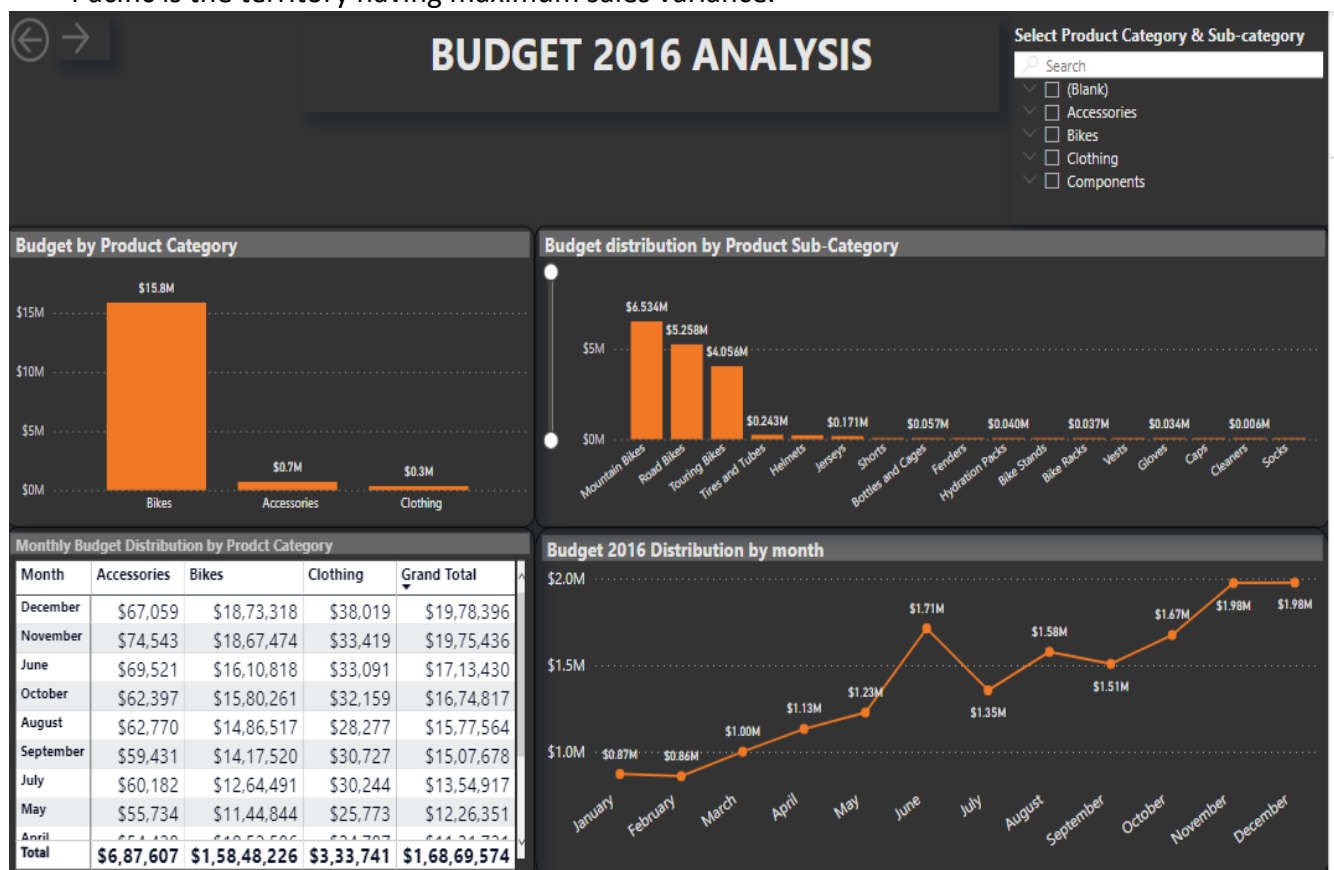 Pacific is the territory having maximum sales variance.
BUDGET 2016 ANALYSIS
Select Product Category & Sub-category
Search
(Blank)
Accessories
Bikes
Clothing
Components
Budget by Product Category
$15.8M
$15M
$10M
$5M
$0.7M
$0.3M
$0M
Bikes Accessories Clothing
Budget distribution by Product Sub-Category
$6.534M
$5.258M
$5M
$4.056M
$0.243M $0.171M $0.057M $0.040M $0.037M $0.034M $0.006M
$0M
Mountain Bikes Road Bikes Touring Bikes Tires and Tubes Helmets Jerseys Shorts Bottles and Cages Fenders Hydration Packs Bike Stands Bike Racks Vests Gloves Caps Cleaners Socks
Monthly Budget Distribution by Prodct Category
Month Accessories Bikes Clothing Grand Total
December $67,059 $18,73,318 $38,019 $19,78,396
November $74,543 $18,67,474 $33,419 $19,75,436
June $69,521 $16,10,818 $33,091 $17,13,430
October $62,397 $15,80,261 $32,159 $16,74,817
August $62,770 $14,86,517 $28,277 $15,77,564
September $59,431 $14,17,520 $30,727 $15,07,678
July $60,182 $12,64,491 $30,244 $13,54,917
May $55,734 $11,44,844 $25,773 $12,26,351
April
Total $6,87,607 $1,58,48,226 $3,33,741 $1,68,69,574
Budget 2016 Distribution by month
$2.0M
$1.5M
$1.0M
$0.87M $0.86M $1.00M $1.13M $1.23M $1.71M $1.35M $1.58M $1.51M $1.67M $1.98M $1.98M
January February March April May June July August September October November December